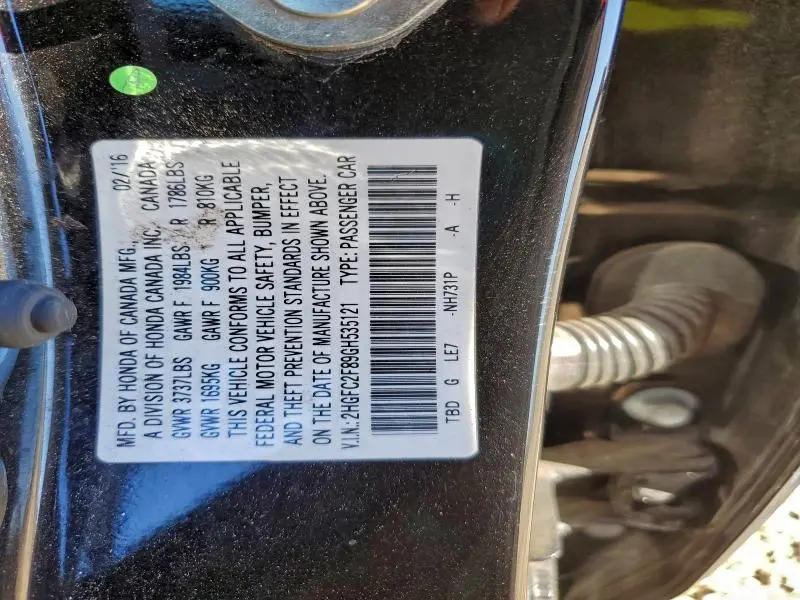 MFD. BY HONDA OF CANADA MFG., 02/16
A DIVISION OF HONDA CANADA INC. CANADA
GVWR 3737LBS GAWR F 1984LBS R 1786LBS
GVWR 1695KG GAWR F 900KG R 810KG
THIS VEHICLE CONFORMS TO ALL APPLICABLE
FEDERAL MOTOR VEHICLE SAFETY, BUMPER,
AND THEFT PREVENTION STANDARDS IN EFFECT
ON THE DATE OF MANUFACTURE SHOWN ABOVE.
V.I.N.:2HGFC2F89GH535121 TYPE: PASSENGER CAR
TBD G LE7 -NH731P -A -H